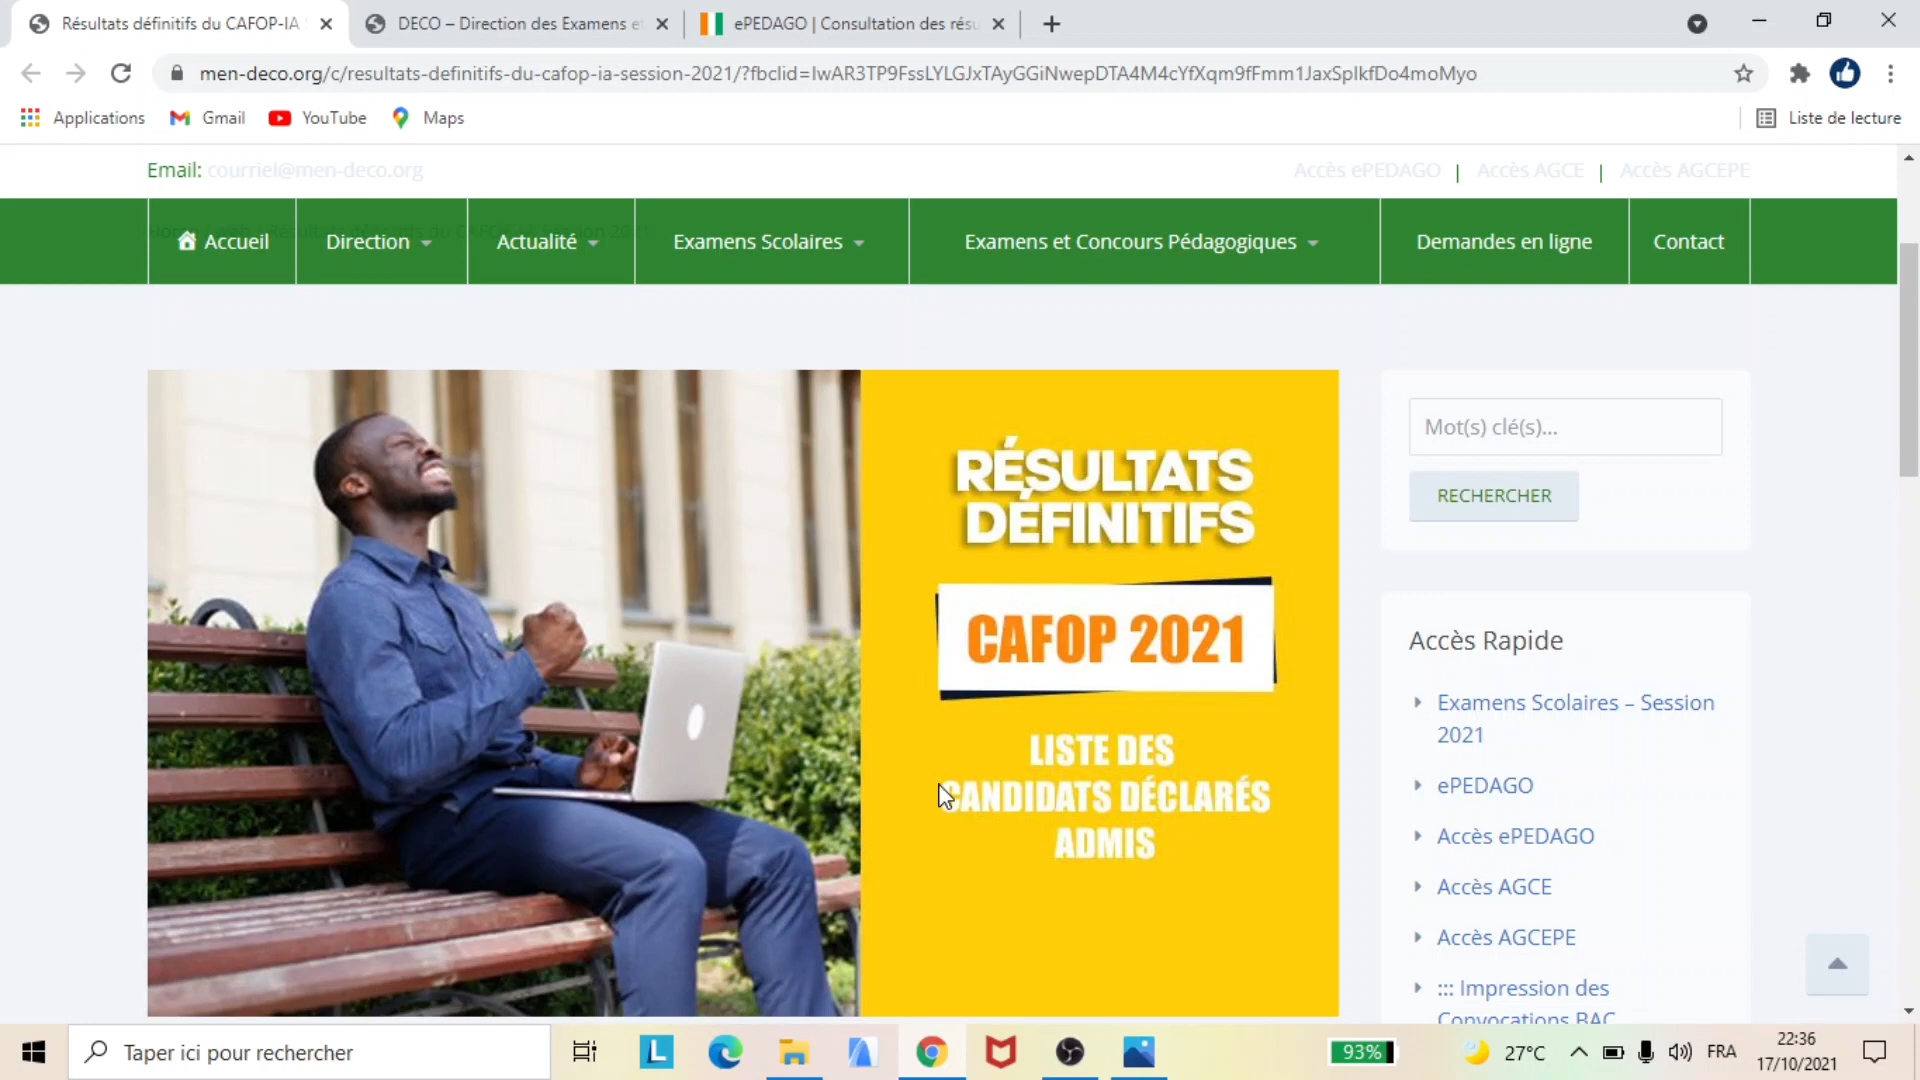 Résultats définitifs du CAFOP-IA
DECO – Direction des Examens e
ePEDAGO | Consultation des résu
men-deco.org/c/resultats-definitifs-du-cafop-ia-session-2021/?fbclid=IwAR3TP9FssLYLGJxTAyGGiNwepDTA4M4cYfXqm9fFmm1JaxSpIkfDo4moMyo
Applications
Gmail
YouTube
Maps
Liste de lecture
Email: courriel@men-deco.org
Accès ePEDAGO | Accès AGCE | Accès AGCEPE
Accueil
Direction
Actualité
Examens Scolaires
Examens et Concours Pédagogiques
Demandes en ligne
Contact
RÉSULTATS
DÉFINITIFS
CAFOP 2021
LISTE DES
CANDIDATS DÉCLARÉS
ADMIS
Mot(s) clé(s)...
RECHERCHER
Accès Rapide
Examens Scolaires – Session
2021
ePEDAGO
Accès ePEDAGO
Accès AGCE
Accès AGCEPE
::: Impression des
Convocations BAC
Taper ici pour rechercher
93%
27°C
FRA
22:36
17/10/2021